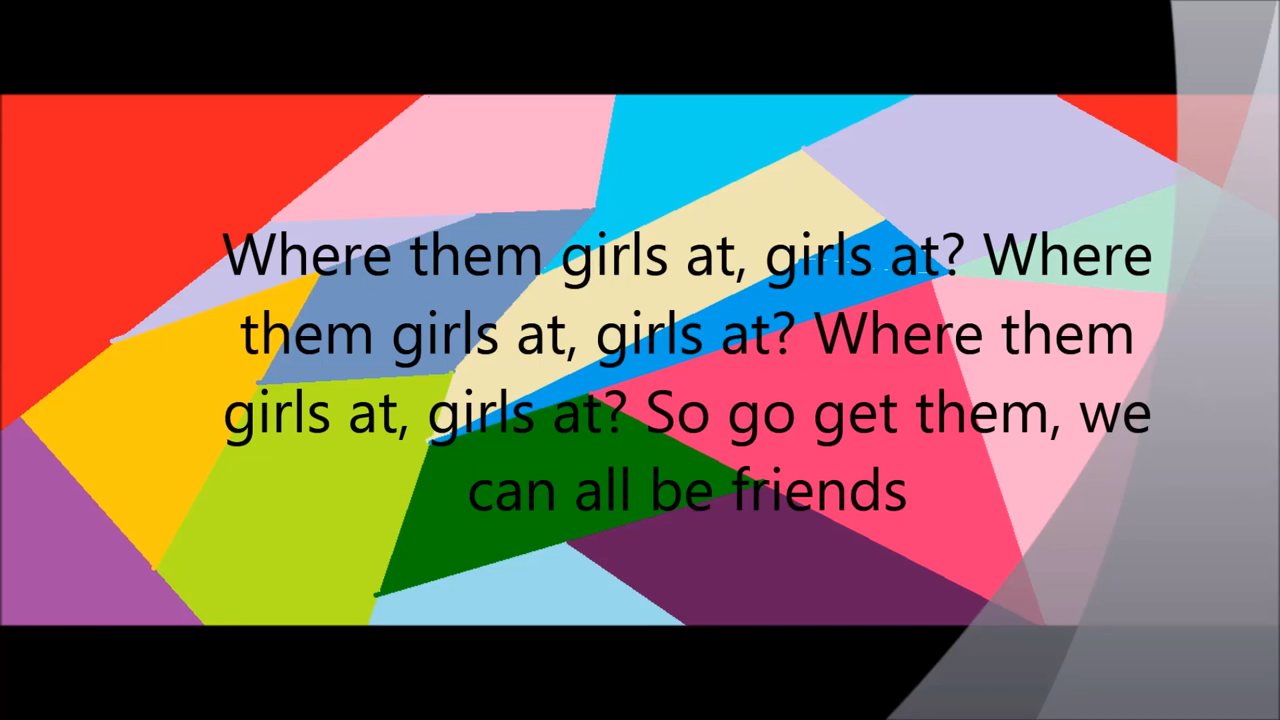 Where them girls at, girls at? Where
them girls at, girls at? Where them
girls at, girls at? So go get them, we
can all be friends